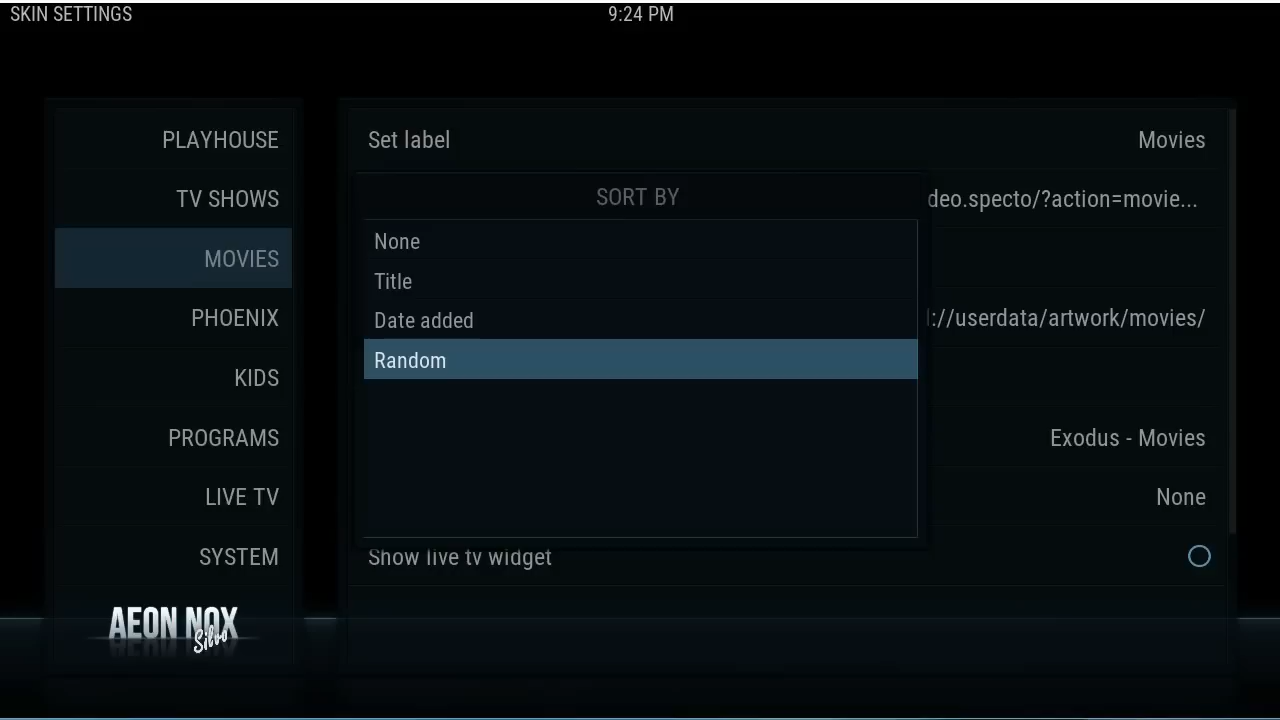 SKIN SETTINGS
9:24 PM
PLAYHOUSE
TV SHOWS
MOVIES
PHOENIX
KIDS
PROGRAMS
LIVE TV
SYSTEM
AEON NOX
Silvo
Set label
Movies
deo.specto/?action=movie...
SORT BY
None
Title
Date added
Random
://userdata/artwork/movies/
Exodus - Movies
None
Show live tv widget